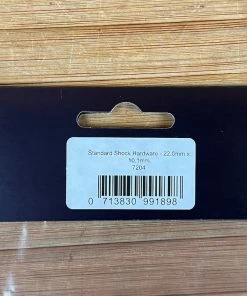 Standard Shock Hardware - 22.0mm x
10.1mm
7204
0 713830 991898